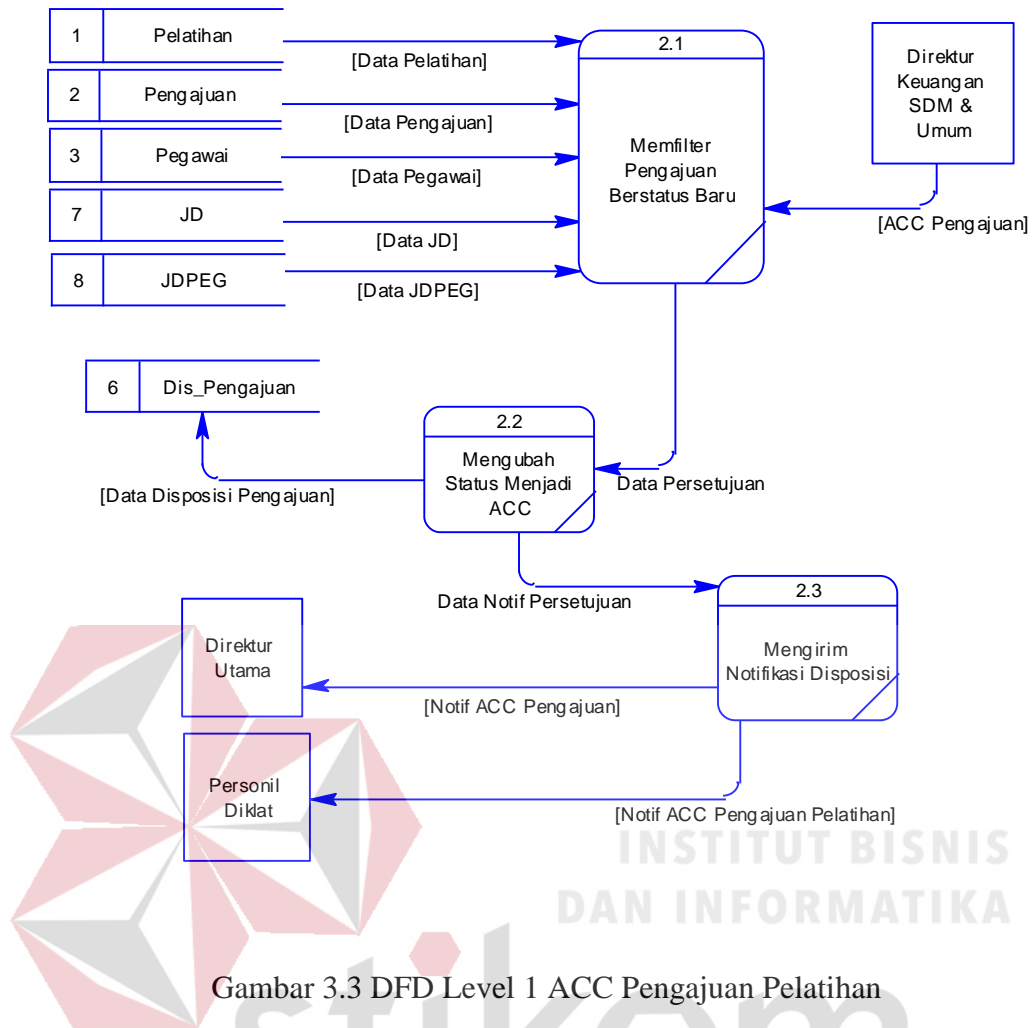 1 Pelatihan
[Data Pelatihan]
2 Pengajuan
[Data Pengajuan]
3 Pegawai
[Data Pegawai]
7 JD
[Data JD]
8 JDPEG
[Data JDPEG]
2.1
Memfilter
Pengajuan
Berstatus Baru
Direktur
Keuangan
SDM &
Umum
[ACC Pengajuan]
6 Dis_Pengajuan
[Data Disposisi Pengajuan]
2.2
Mengubah
Status Menjadi
ACC
Data Persetujuan
Data Notif Persetujuan
2.3
Mengirim
Notifikasi Disposisi
Direktur
Utama
[Notif ACC Pengajuan]
Personil
Diklat
[Notif ACC Pengajuan Pelatihan]
INSTITUT BISNIS
DAN INFORMATIKA
stikom
Gambar 3.3 DFD Level 1 ACC Pengajuan Pelatihan